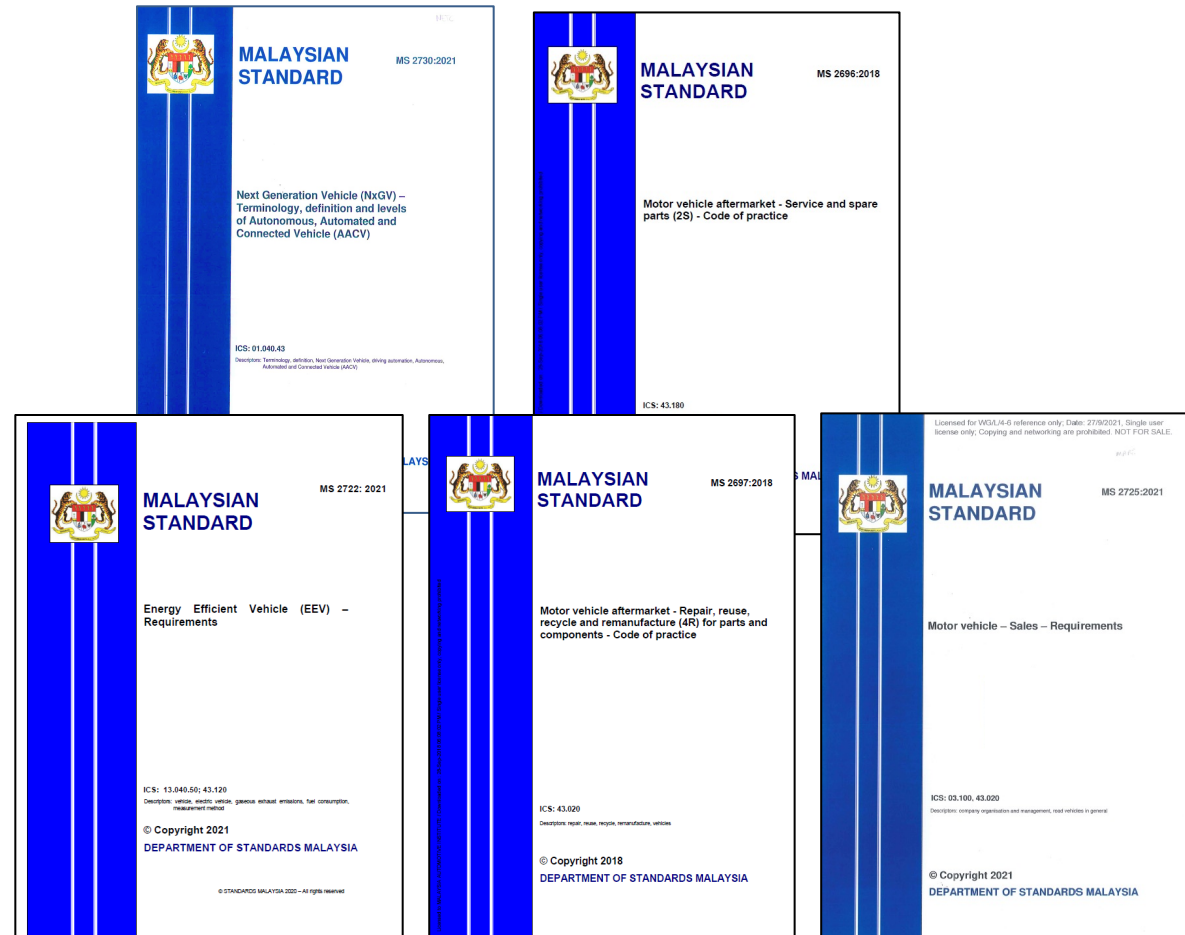 MALAYSIAN
STANDARD
MS 2730:2021
Next Generation Vehicle (NxGV) –
Terminology, definition and levels
of Autonomous, Automated and
Connected Vehicle (AACV)
ICS: 01.040.43
Descriptors: Terminology, definition, Next Generation Vehicle, driving automation, Autonomous,
Automated and Connected Vehicle (AACV)
MALAYSIAN
STANDARD
MS 2696:2018
Motor vehicle aftermarket - Service and spare
parts (2S) - Code of practice
ICS: 43.180
MALAYSIAN
STANDARD
MS 2722: 2021
Energy Efficient Vehicle (EEV) –
Requirements
ICS: 13.040.50; 43.120
Descriptors: vehicle, electric vehicle, gaseous exhaust emissions, fuel consumption,
measurement method
© Copyright 2021
DEPARTMENT OF STANDARDS MALAYSIA
© STANDARDS MALAYSIA 2020 – All rights reserved
LAYS
MALAYSIAN
STANDARD
MS 2697:2018
Motor vehicle aftermarket - Repair, reuse,
recycle and remanufacture (4R) for parts and
components - Code of practice
ICS: 43.020
Descriptors: repair, reuse, recycle, remanufacture, vehicles
© Copyright 2018
DEPARTMENT OF STANDARDS MALAYSIA
S MAL
Licensed for WG/L/4-6 reference only; Date: 27/9/2021, Single user
license only; Copying and networking are prohibited. NOT FOR SALE.
MALAYSIAN
STANDARD
MS 2725:2021
Motor vehicle – Sales – Requirements
ICS: 03.100, 43.020
Descriptors: company organisation and management, road vehicles in general
© Copyright 2021
DEPARTMENT OF STANDARDS MALAYSIA